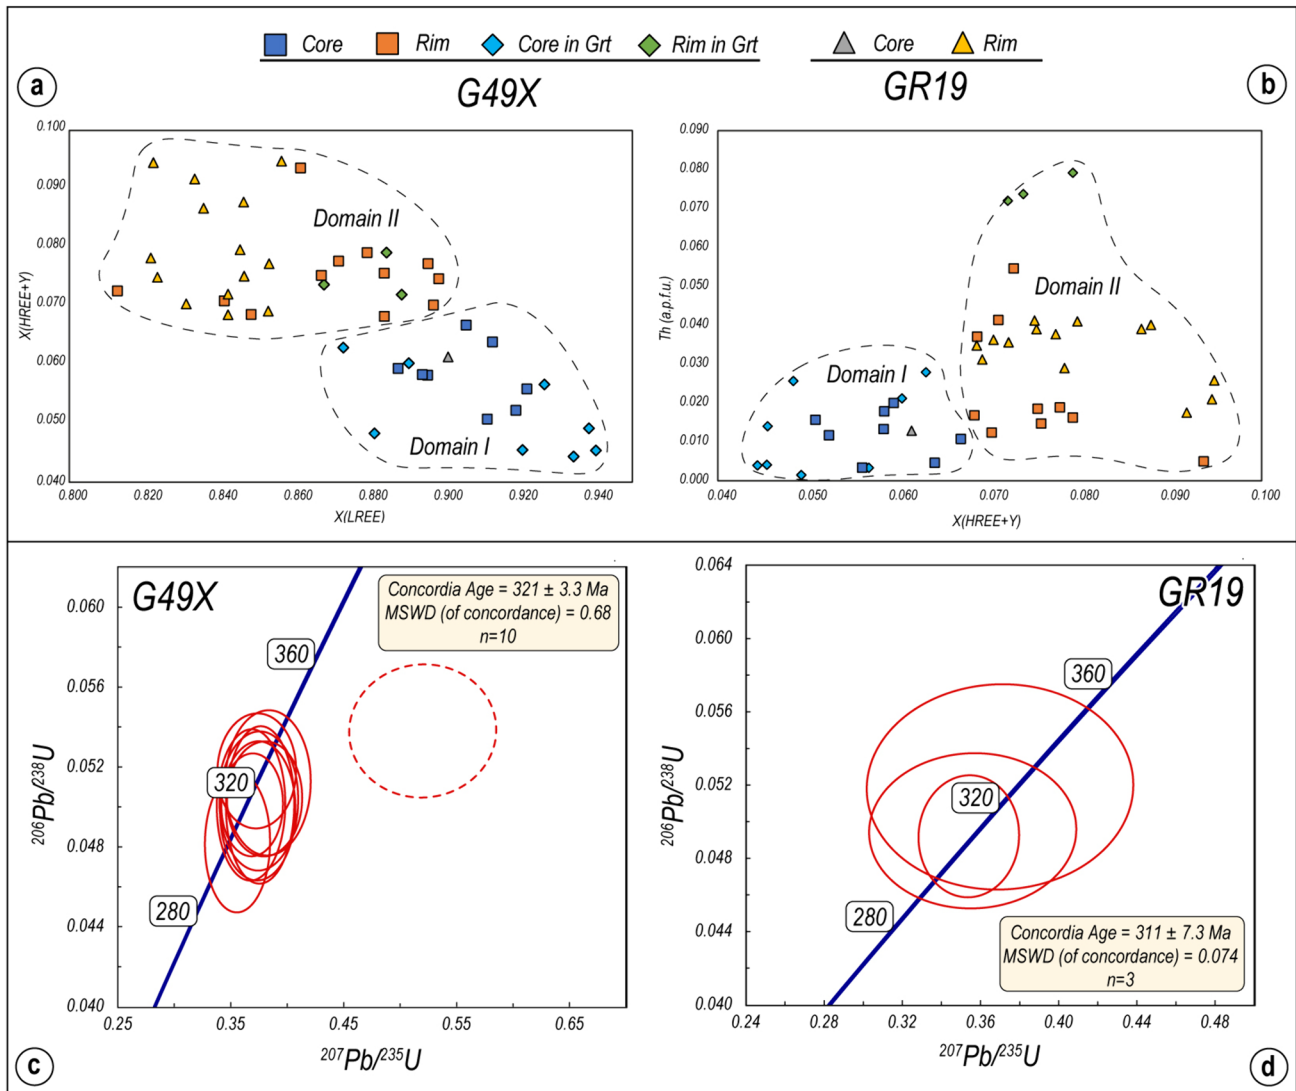 Core Rim Core in Grt Rim in Grt Core Rim
G49X GR19
a
b
0.100
0.090
0.080
0.070
0.060
0.050
0.040
X(HREE+Y)
Domain II
Domain I
0.800 0.820 0.840 0.860 0.880 0.900 0.920 0.940
X(LREE)
0.090
0.080
0.070
0.060
0.050
0.040
0.030
0.020
0.010
0.000
Th (a.p.f.u.)
Domain II
Domain I
0.040 0.050 0.060 0.070 0.080 0.090 0.100
X(HREE+Y)
G49X
Concordia Age = 321 ± 3.3 Ma
MSWD (of concordance) = 0.68
n=10
0.060
0.056
0.052
0.048
0.044
0.040
206Pb/238U
360
320
280
0.25 0.35 0.45 0.55 0.65
207Pb/235U
c
GR19
0.064
0.060
0.056
0.052
0.048
0.044
0.040
206Pb/238U
360
320
280
Concordia Age = 311 ± 7.3 Ma
MSWD (of concordance) = 0.074
n=3
0.24 0.28 0.32 0.36 0.40 0.44 0.48
207Pb/235U
d